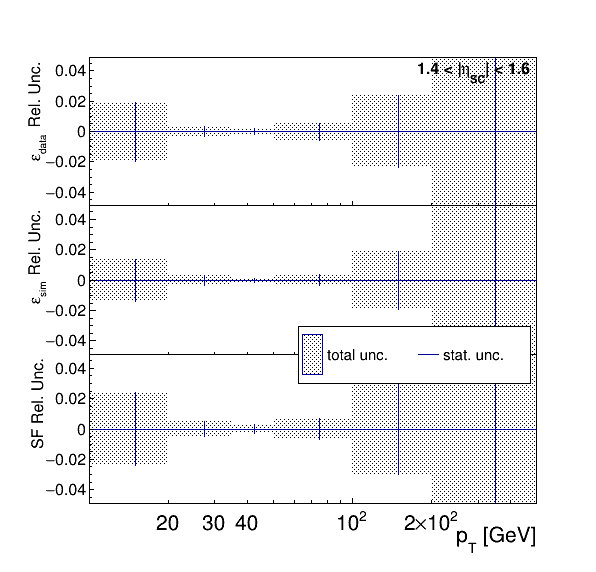 1.4 < |η_sc| < 1.6
ε_data Rel. Unc.
0.04
0.02
0
−0.02
−0.04
ε_sim Rel. Unc.
0.04
0.02
0
−0.02
−0.04
total unc.
stat. unc.
SF Rel. Unc.
0.04
0.02
0
−0.02
−0.04
20 30 40 10² 2×10²
p_T [GeV]